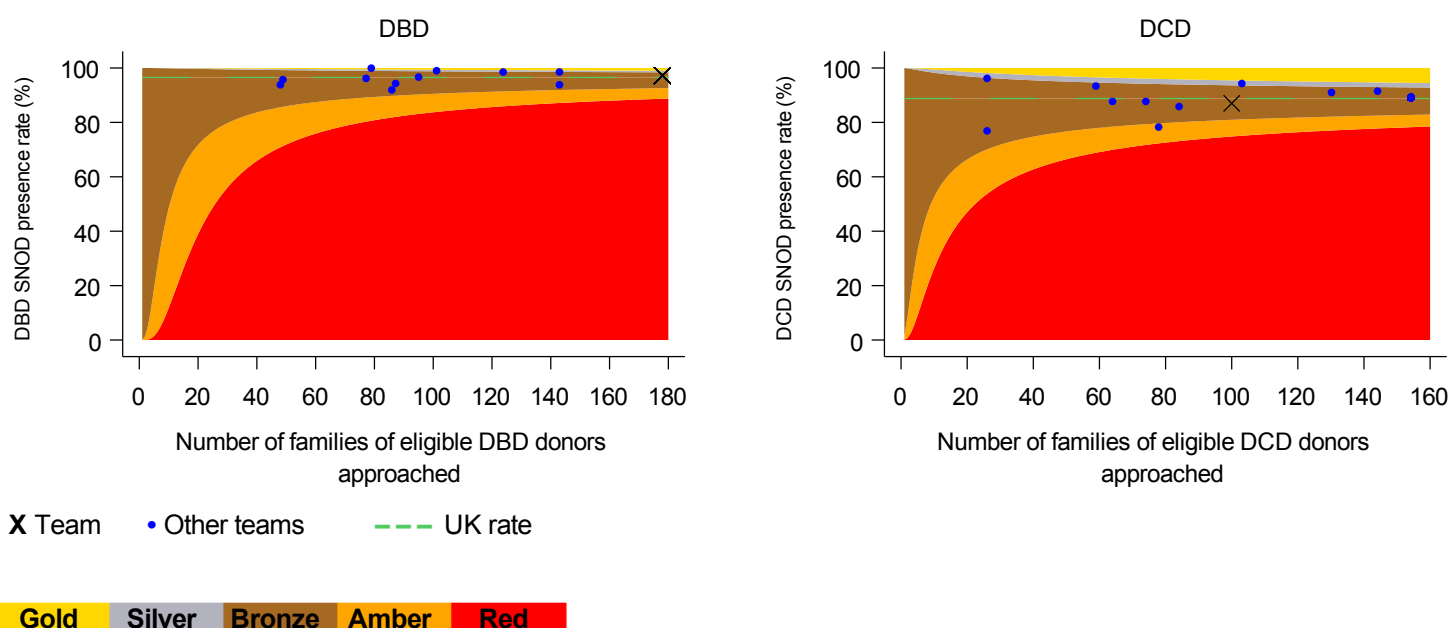 DBD
DBD SNOD presence rate (%)
100
80
60
40
20
0
0 20 40 60 80 100 120 140 160 180
Number of families of eligible DBD donors
approached
DCD
DCD SNOD presence rate (%)
100
80
60
40
20
0
0 20 40 60 80 100 120 140 160
Number of families of eligible DCD donors
approached
X Team Other teams UK rate
Gold Silver Bronze Amber Red